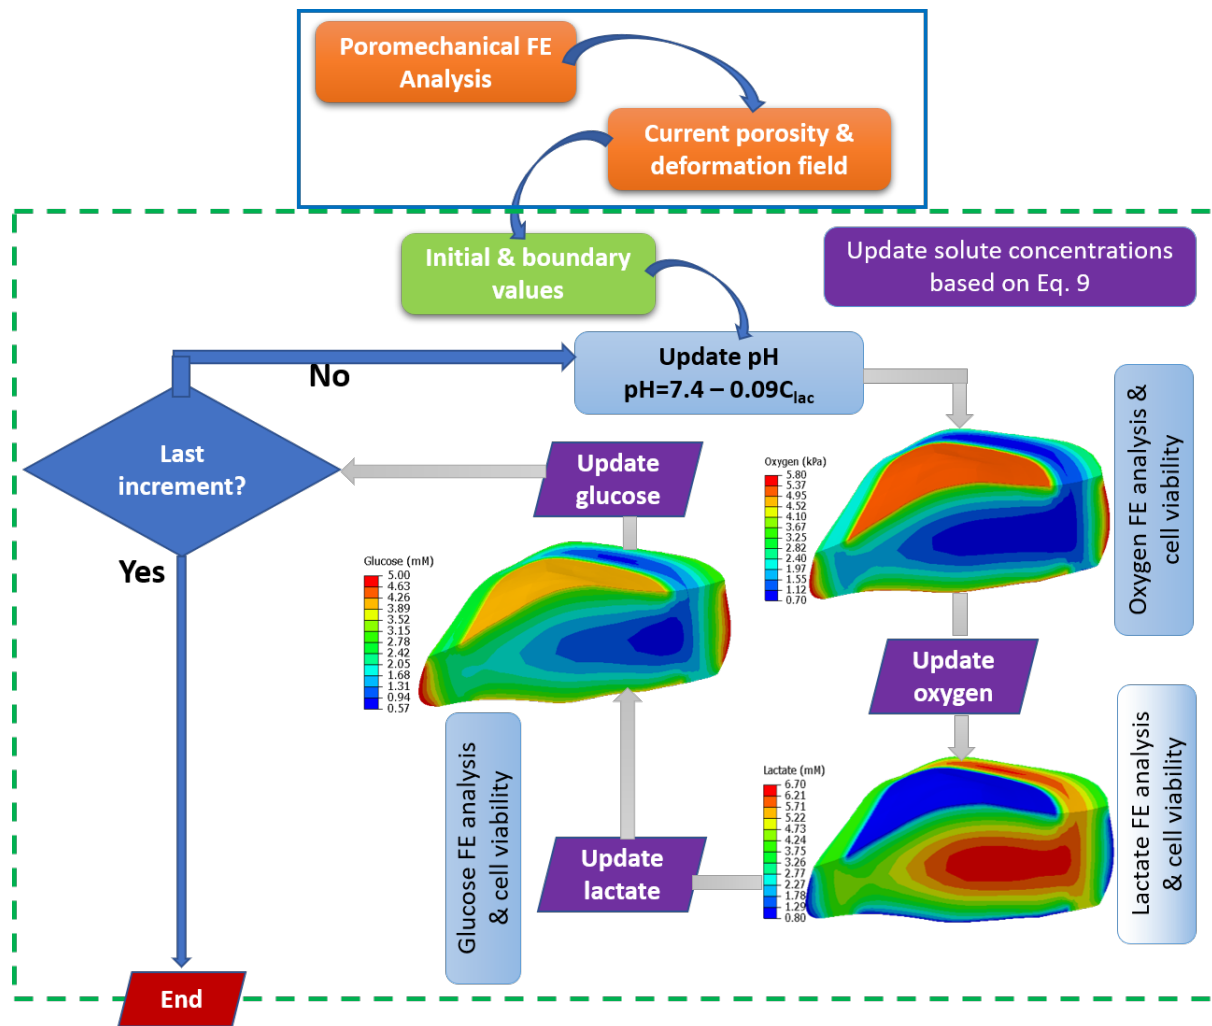 Poromechanical FE
Analysis
Current porosity &
deformation field
Initial & boundary
values
Update solute concentrations
based on Eq. 9
No
Update pH
pH=7.4 – 0.09Clac
Last
increment?
Yes
End
Oxygen (kPa)
5.80
5.37
4.95
4.52
4.10
3.67
3.25
2.82
2.40
1.97
1.55
1.12
0.70
Oxygen FE analysis &
cell viability
Update
oxygen
Lactate (mM)
6.70
6.21
5.71
5.22
4.73
4.24
3.75
3.26
2.77
2.27
1.78
1.29
0.80
Lactate FE analysis
& cell viability
Update
lactate
Glucose (mM)
5.00
4.63
4.26
3.89
3.52
3.15
2.78
2.42
2.05
1.68
1.31
0.94
0.57
Glucose FE analysis
& cell viability
Update
glucose